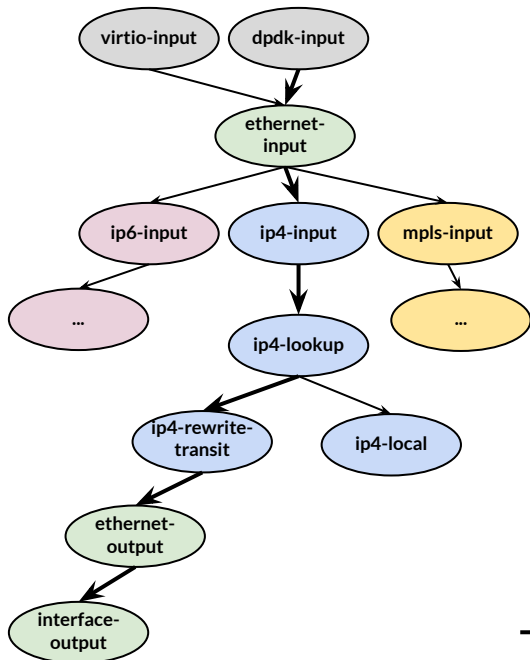 virtio-input
dpdk-input
ethernet-
input
ip6-input
ip4-input
mpls-input
...
...
ip4-lookup
ip4-rewrite-
transit
ip4-local
ethernet-
output
interface-
output